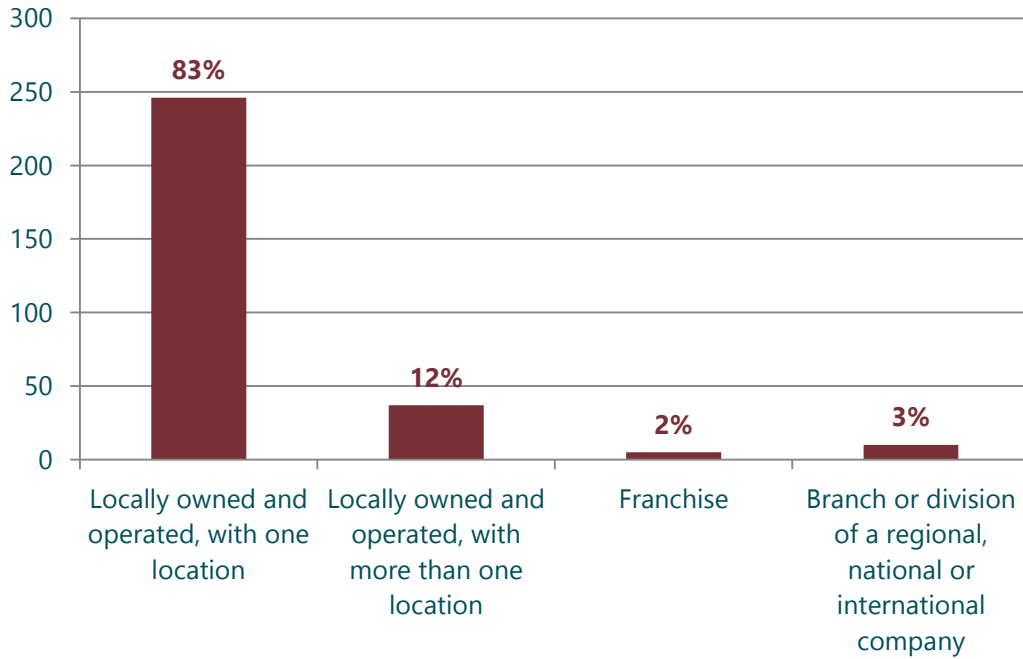 300
250
200
150
100
50
0
83%
12%
2%
3%
Locally owned and
operated, with one
location
Locally owned and
operated, with
more than one
location
Franchise
Branch or division
of a regional,
national or
international
company